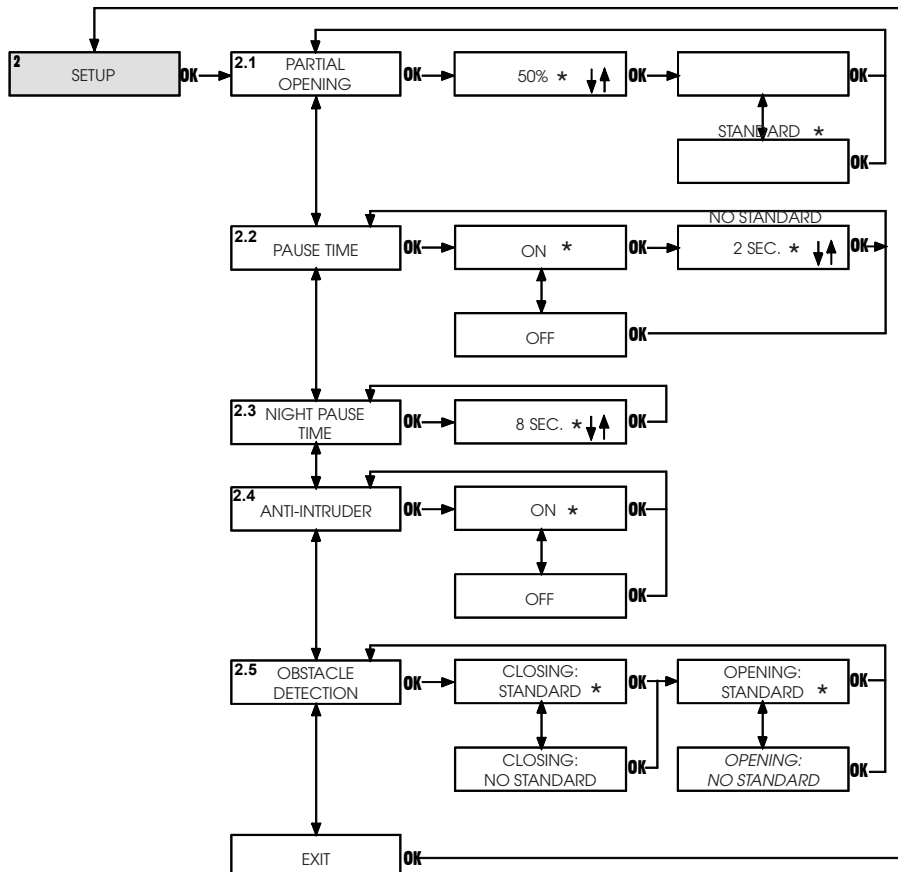 2
SETUP
OK
2.1 PARTIAL
OPENING
OK
50% *
OK
OK
STANDARD *
OK
2.2
PAUSE TIME
OK
ON *
OK
NO STANDARD
2 SEC. *
OK
OFF
OK
2.3 NIGHT PAUSE
TIME
OK
8 SEC. *
OK
2.4
ANTI-INTRUDER
OK
ON *
OK
OFF
OK
2.5 OBSTACLE
DETECTION
OK
CLOSING:
STANDARD *
OK
OPENING:
STANDARD *
OK
CLOSING:
NO STANDARD
OK
OPENING:
NO STANDARD
OK
EXIT
OK